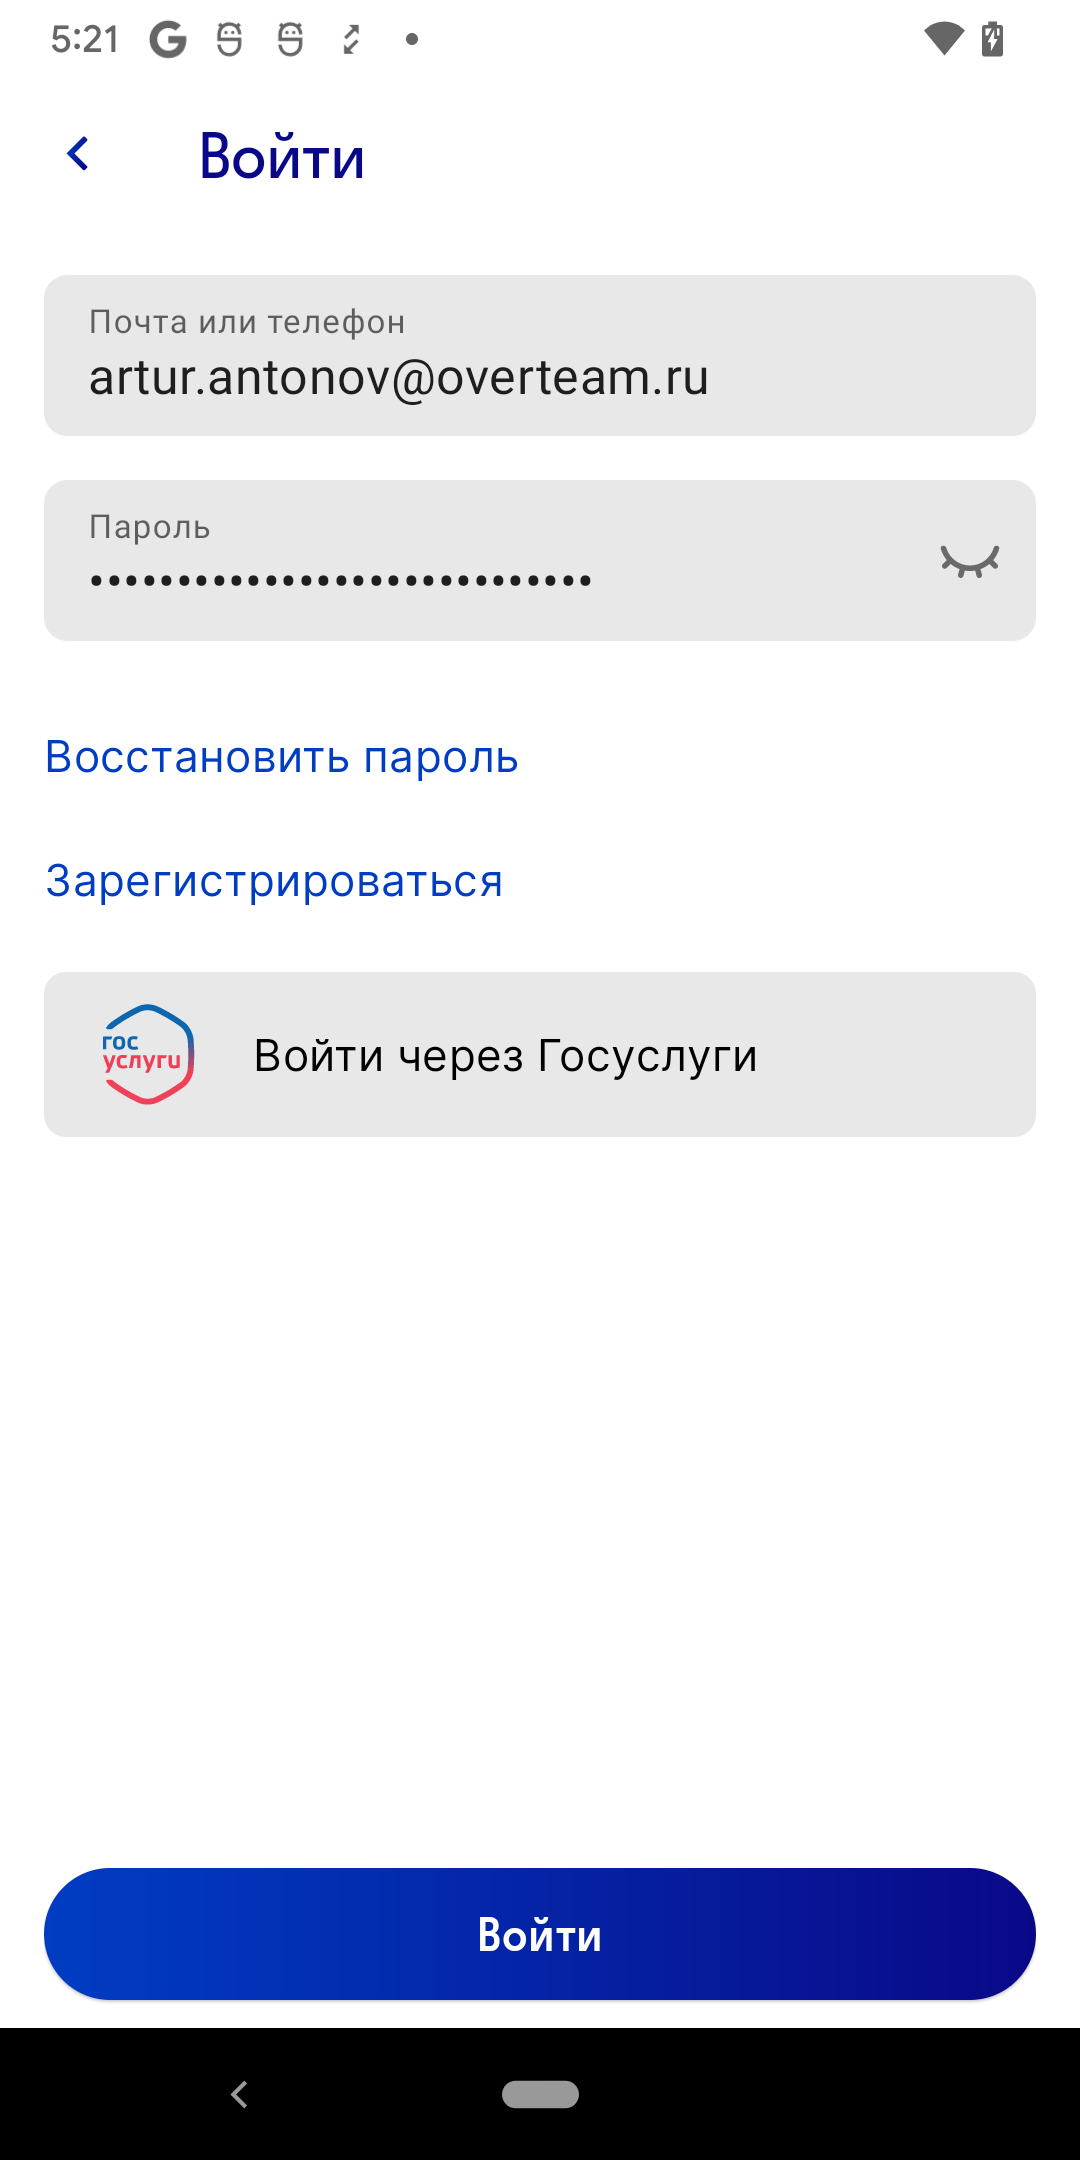 5:21
Войти
Почта или телефон
artur.antonov@overteam.ru
Пароль
•••••••••••••••••••••••••••••
Восстановить пароль
Зарегистрироваться
гос
услуги
Войти через Госуслуги
Войти